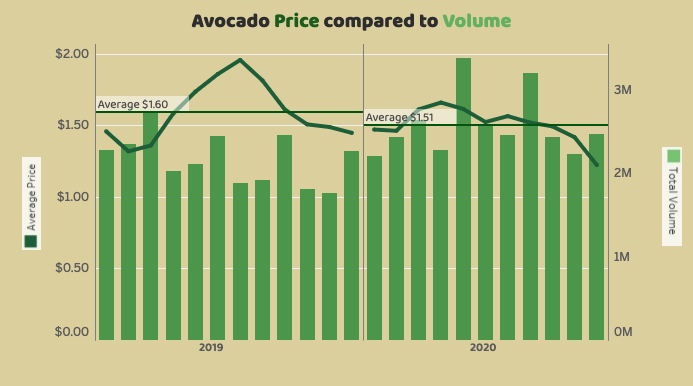 Avocado Price compared to Volume
$2.00
$1.50
$1.00
$0.50
$0.00
Average Price
Average $1.60
Average $1.51
3M
2M
1M
0M
Total Volume
2019
2020